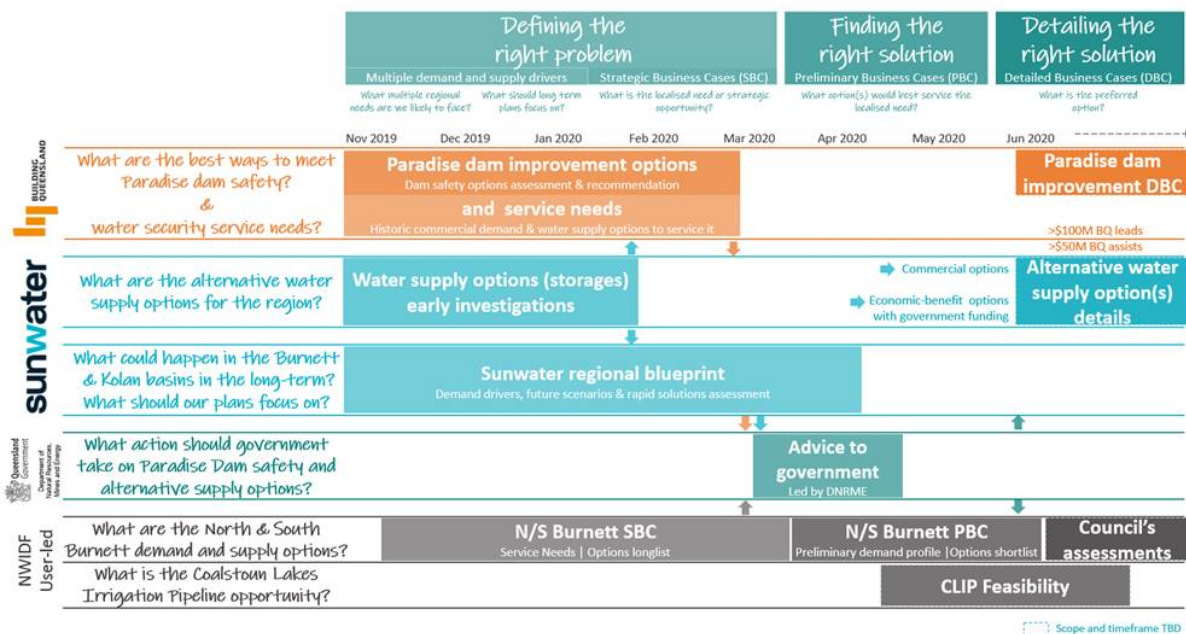 Defining the
right problem
Finding the
right solution
Detailing the
right solution
Multiple demand and supply drivers
Strategic Business Cases (SBC)
Preliminary Business Cases (PBC)
Detailed Business Cases (DBC)
What multiple regional
needs are we likely to face?
What should long term
plans focus on?
What is the localised need or strategic
opportunity?
What option(s) would best service the
localised need?
What is the preferred
option?
Nov 2019
Dec 2019
Jan 2020
Feb 2020
Mar 2020
Apr 2020
May 2020
Jun 2020
BUILDING
QUEENSLAND
What are the best ways to meet
Paradise dam safety?
&
water security service needs?
Paradise dam improvement options
Dam safety options assessment & recommendation
and service needs
Historic commercial demand & water supply options to service it
Paradise dam
improvement DBC
>$100M BQ leads
>$50M BQ assists
sunwater
What are the alternative water
supply options for the region?
Water supply options (storages)
early investigations
Commercial options
Economic-benefit options
with government funding
Alternative water
supply option(s)
details
What could happen in the Burnett
& Kolan basins in the long-term?
What should our plans focus on?
Sunwater regional blueprint
Demand drivers, future scenarios & rapid solutions assessment
Queensland
Government
Department of
Natural Resources,
Mines and Energy
What action should government
take on Paradise Dam safety and
alternative supply options?
Advice to
government
Led by DNRME
NWIDF
User-led
What are the North & South
Burnett demand and supply options?
N/S Burnett SBC
Service Needs | Options longlist
N/S Burnett PBC
Preliminary demand profile |Options shortlist
Council's
assessments
What is the Coalstoun Lakes
Irrigation Pipeline opportunity?
CLIP Feasibility
Scope and timeframe TBD